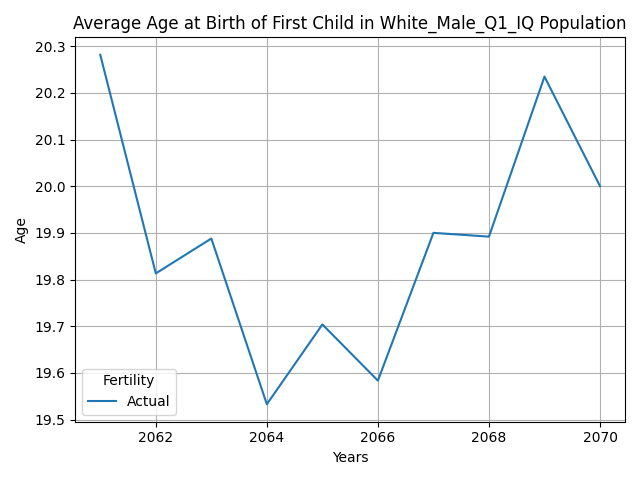 Average Age at Birth of First Child in White_Male_Q1_IQ Population
20.3
20.2
20.1
20.0
19.9
19.8
19.7
19.6
19.5
Age
Fertility
Actual
2062 2064 2066 2068 2070
Years